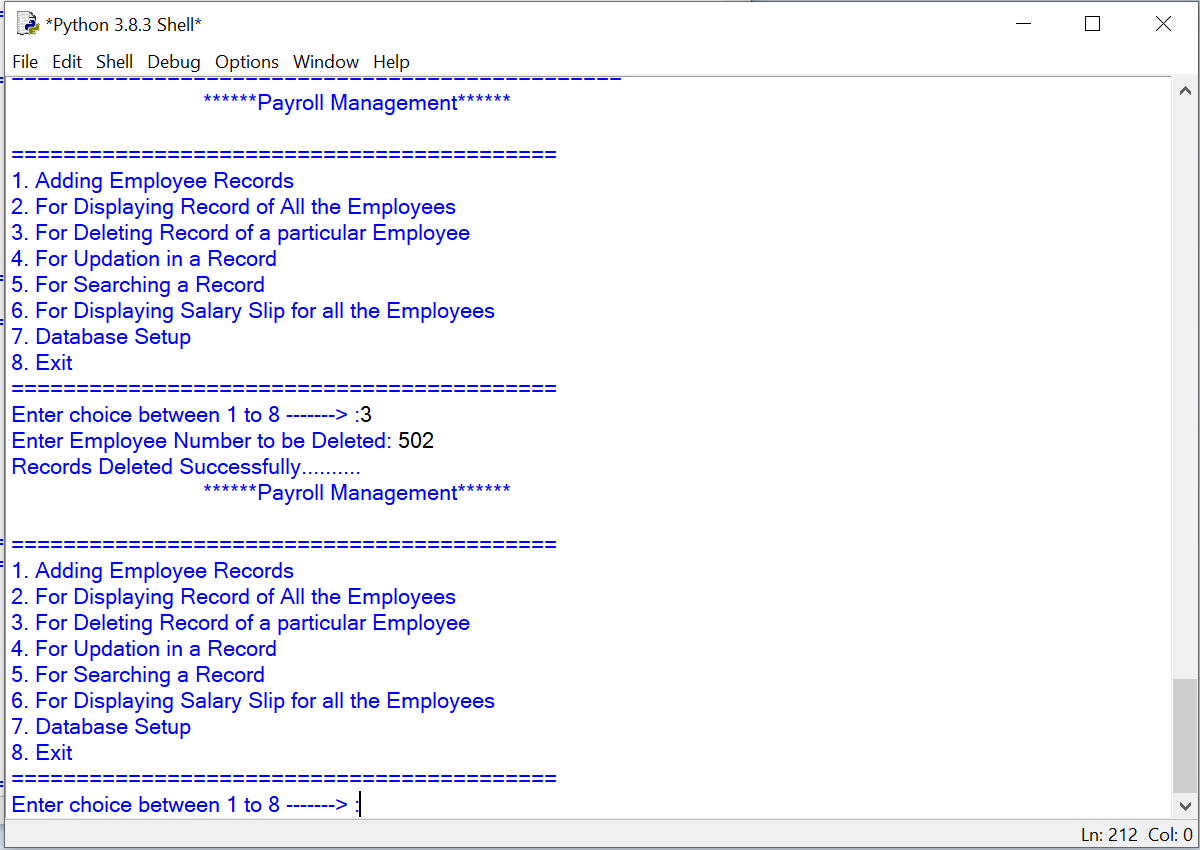 *Python 3.8.3 Shell*
File Edit Shell Debug Options Window Help
===============================================
******Payroll Management******
==========================================
1. Adding Employee Records
2. For Displaying Record of All the Employees
3. For Deleting Record of a particular Employee
4. For Updation in a Record
5. For Searching a Record
6. For Displaying Salary Slip for all the Employees
7. Database Setup
8. Exit
==========================================
Enter choice between 1 to 8 -------> :3
Enter Employee Number to be Deleted: 502
Records Deleted Successfully..........
******Payroll Management******
==========================================
1. Adding Employee Records
2. For Displaying Record of All the Employees
3. For Deleting Record of a particular Employee
4. For Updation in a Record
5. For Searching a Record
6. For Displaying Salary Slip for all the Employees
7. Database Setup
8. Exit
==========================================
Enter choice between 1 to 8 -------> :
Ln: 212 Col: 0